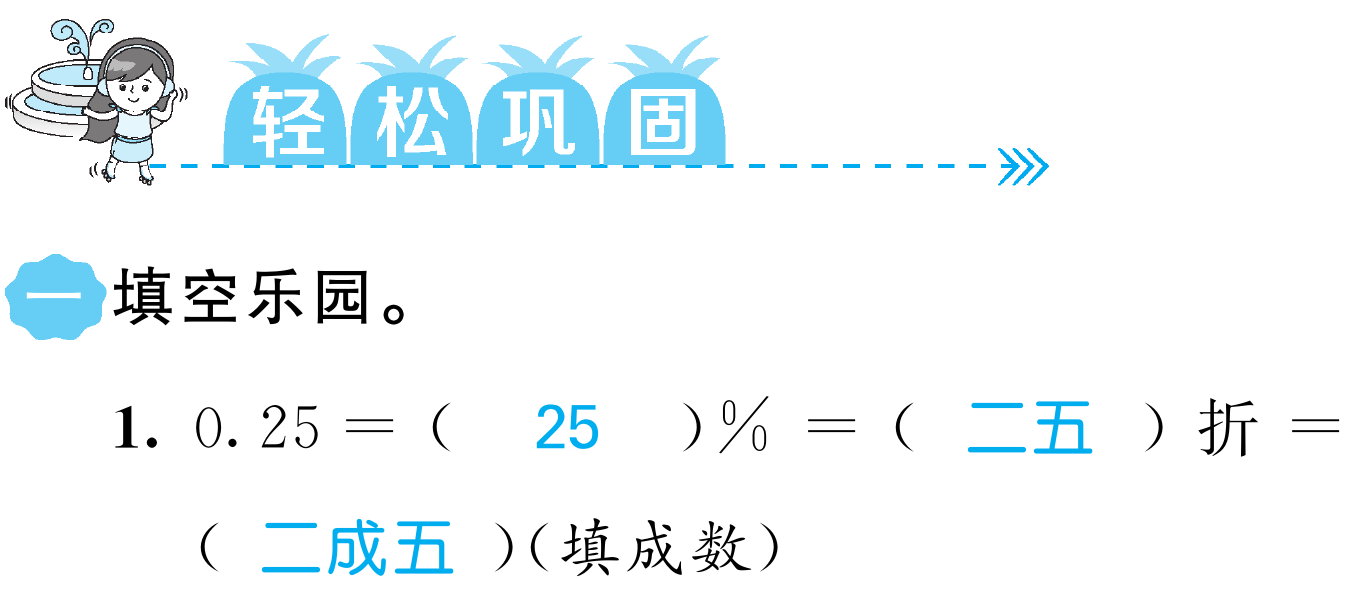 轻松巩固
一 填空乐园。
1. 0.25=( 25 )%=( 二五 )折=
( 二成五 )(填成数)